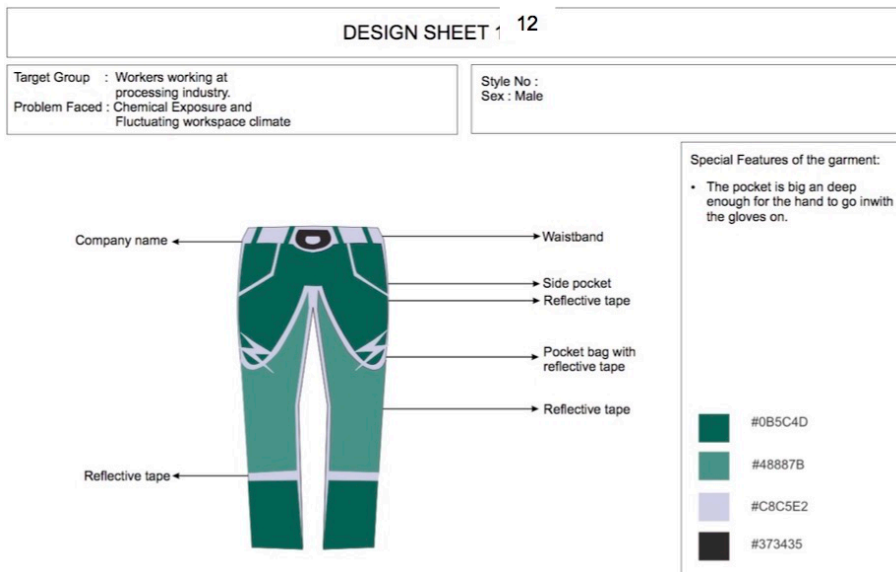 DESIGN SHEET 12
Target Group : Workers working at
processing industry.
Problem Faced : Chemical Exposure and
Fluctuating workspace climate
Style No :
Sex : Male
Special Features of the garment:
• The pocket is big an deep
enough for the hand to go inwith
the gloves on.
Company name
Waistband
Side pocket
Reflective tape
Pocket bag with
reflective tape
Reflective tape
Reflective tape
#0B5C4D
#48887B
#C8C5E2
#373435